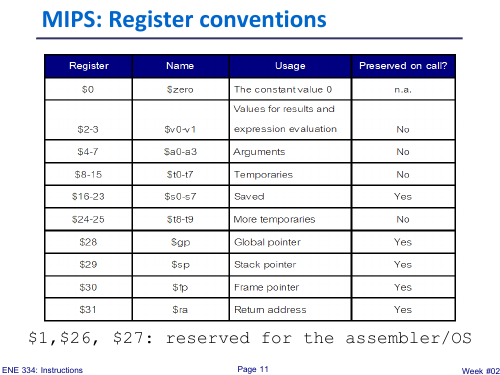 MIPS: Register conventions
Register Name Usage Preserved on call?
$0 $zero The constant value 0 n.a.
Values for results and
$2-3 $v0-v1 expression evaluation No
$4-7 $a0-a3 Arguments No
$8-15 $t0-t7 Temporaries No
$16-23 $s0-s7 Saved Yes
$24-25 $t8-t9 More temporaries No
$28 $gp Global pointer Yes
$29 $sp Stack pointer Yes
$30 $fp Frame pointer Yes
$31 $ra Return address Yes
$1,$26, $27: reserved for the assembler/OS
ENE 334: Instructions Page 11 Week #02